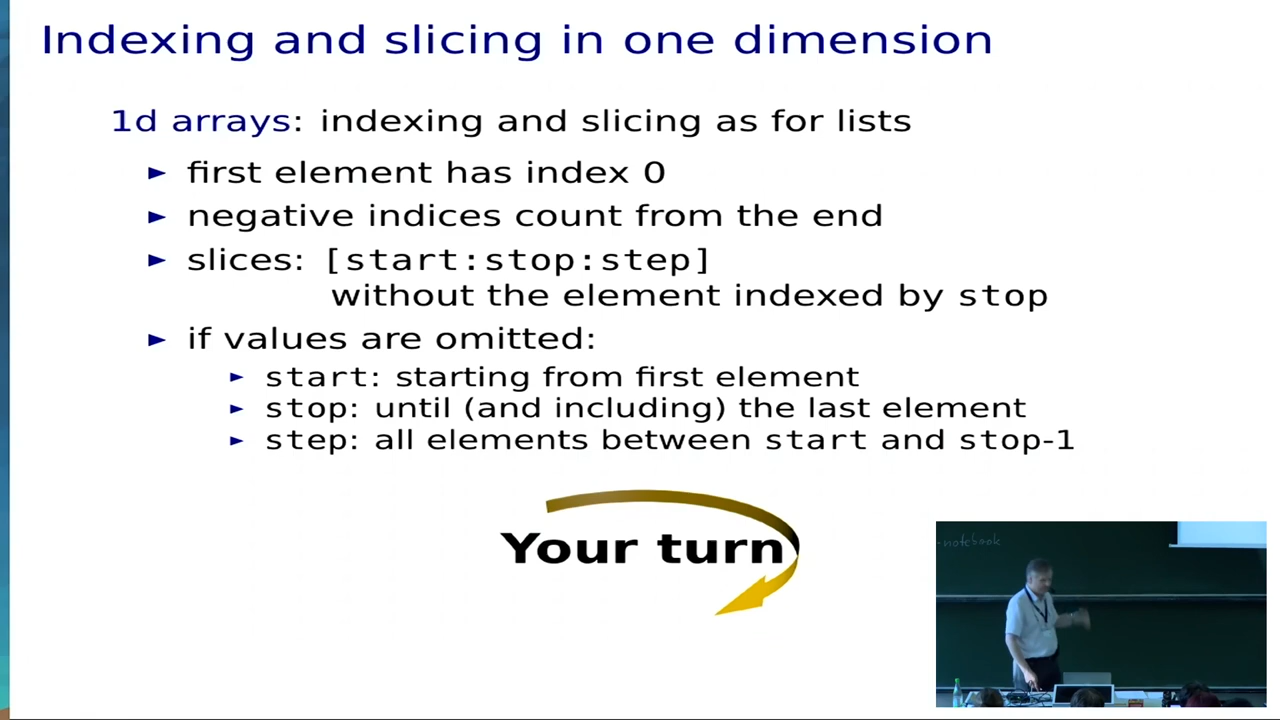 Indexing and slicing in one dimension
1d arrays: indexing and slicing as for lists
► first element has index 0
► negative indices count from the end
► slices: [start:stop:step]
without the element indexed by stop
► if values are omitted:
► start: starting from first element
► stop: until (and including) the last element
► step: all elements between start and stop-1
Your turn
-notebook